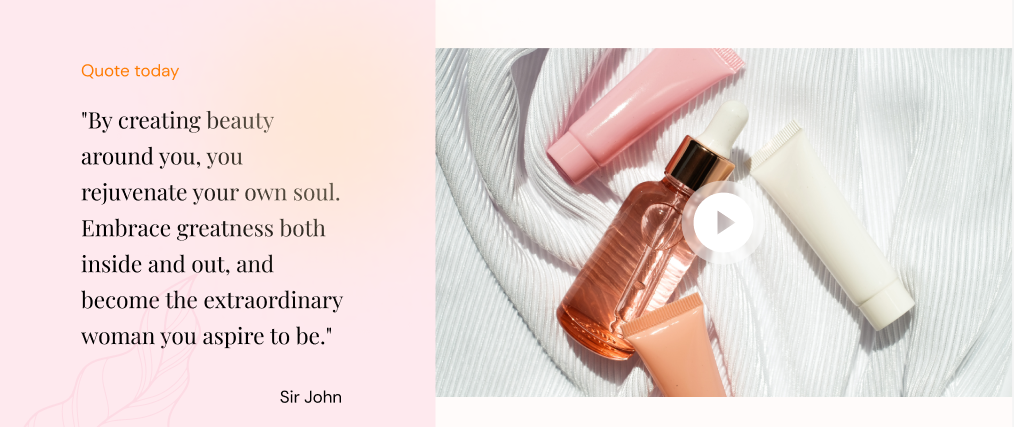 Quote today
"By creating beauty
around you, you
rejuvenate your own soul.
Embrace greatness both
inside and out, and
become the extraordinary
woman you aspire to be."
Sir John